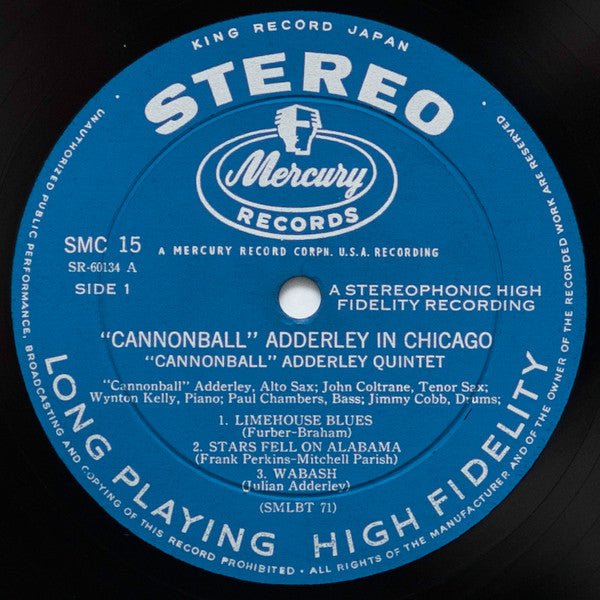 KING RECORD JAPAN
STEREO
Mercury
RECORDS
SMC 15
A MERCURY RECORD CORPN. U.S.A. RECORDING
SR-60134 A
SIDE 1
A STEREOPHONIC HIGH
FIDELITY RECORDING
"CANNONBALL" ADDERLEY IN CHICAGO
"CANNONBALL" ADDERLEY QUINTET
"Cannonball" Adderley, Alto Sax; John Coltrane, Tenor Sax;
Wynton Kelly, Piano; Paul Chambers, Bass; Jimmy Cobb, Drums;
1. LIMEHOUSE BLUES
(Furber-Braham)
2. STARS FELL ON ALABAMA
(Frank Perkins-Mitchell Parish)
3. WABASH
(Julian Adderley)
(SMLBT 71)
LONG PLAYING HIGH FIDELITY
UNAUTHORIZED PUBLIC PERFORMANCE, BROADCASTING AND COPYING OF THIS RECORD PROHIBITED · ALL RIGHTS OF THE MANUFACTURER AND OF THE OWNER OF THE RECORDED WORK ARE RESERVED.